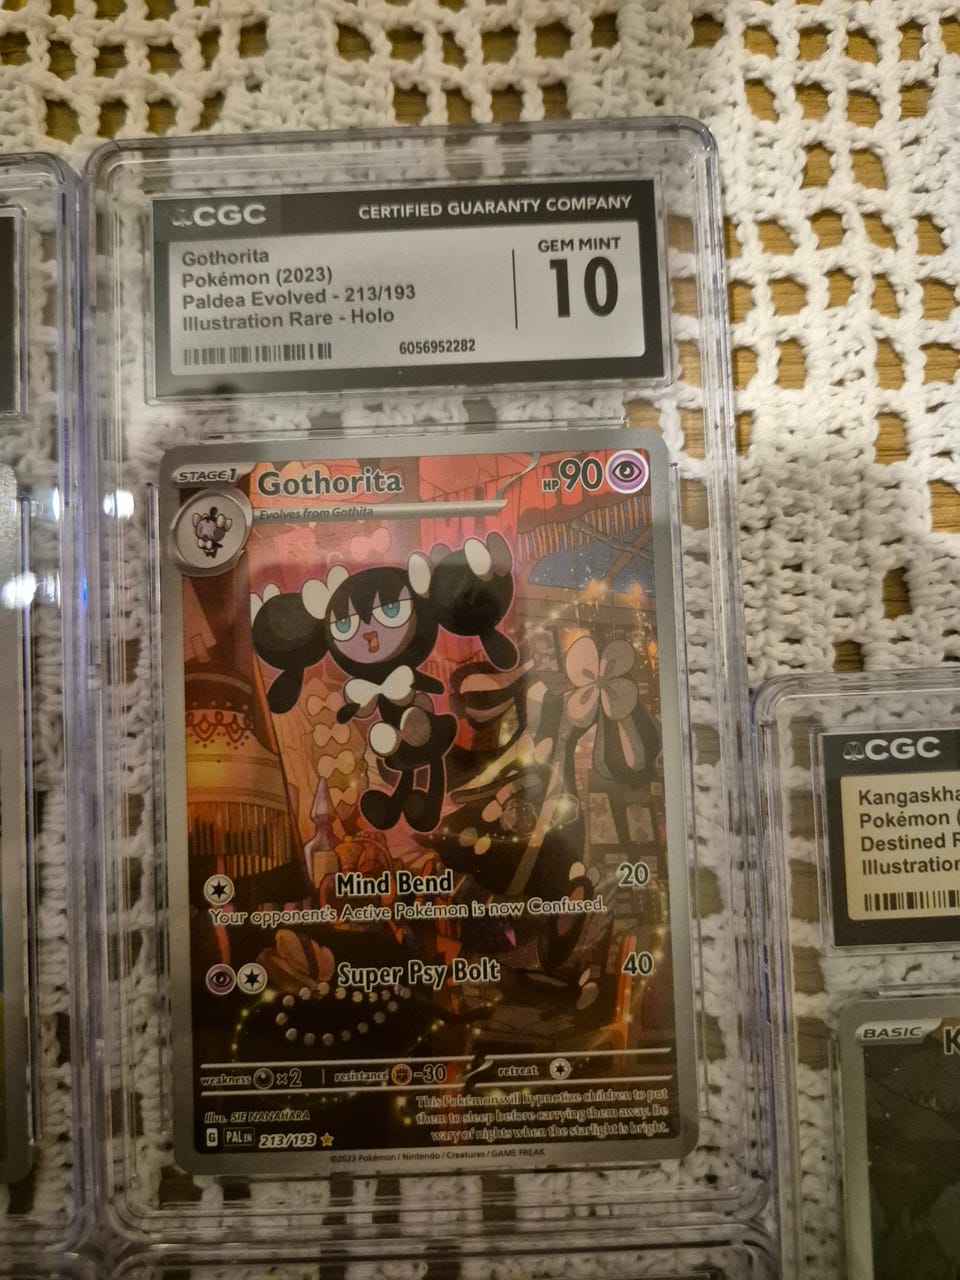 CGC CERTIFIED GUARANTY COMPANY
Gothorita
Pokémon (2023)
Paldea Evolved - 213/193
Illustration Rare - Holo
GEM MINT
10
6056952282
STAGE 1
Gothorita
HP 90
Evolves from Gothita
Mind Bend 20
Your opponent's Active Pokémon is now Confused.
Super Psy Bolt 40
weakness ×2 resistance -30 retreat
This Pokémon will hypnotize children to put
them to sleep before carrying them away. Be
wary of nights when the starlight is bright.
Illus. SIE NANAHARA
G PAL EN 213/193
©2023 Pokémon / Nintendo / Creatures / GAME FREAK
CGC
Kangaskha
Pokémon (
Destined R
Illustration
BASIC
K